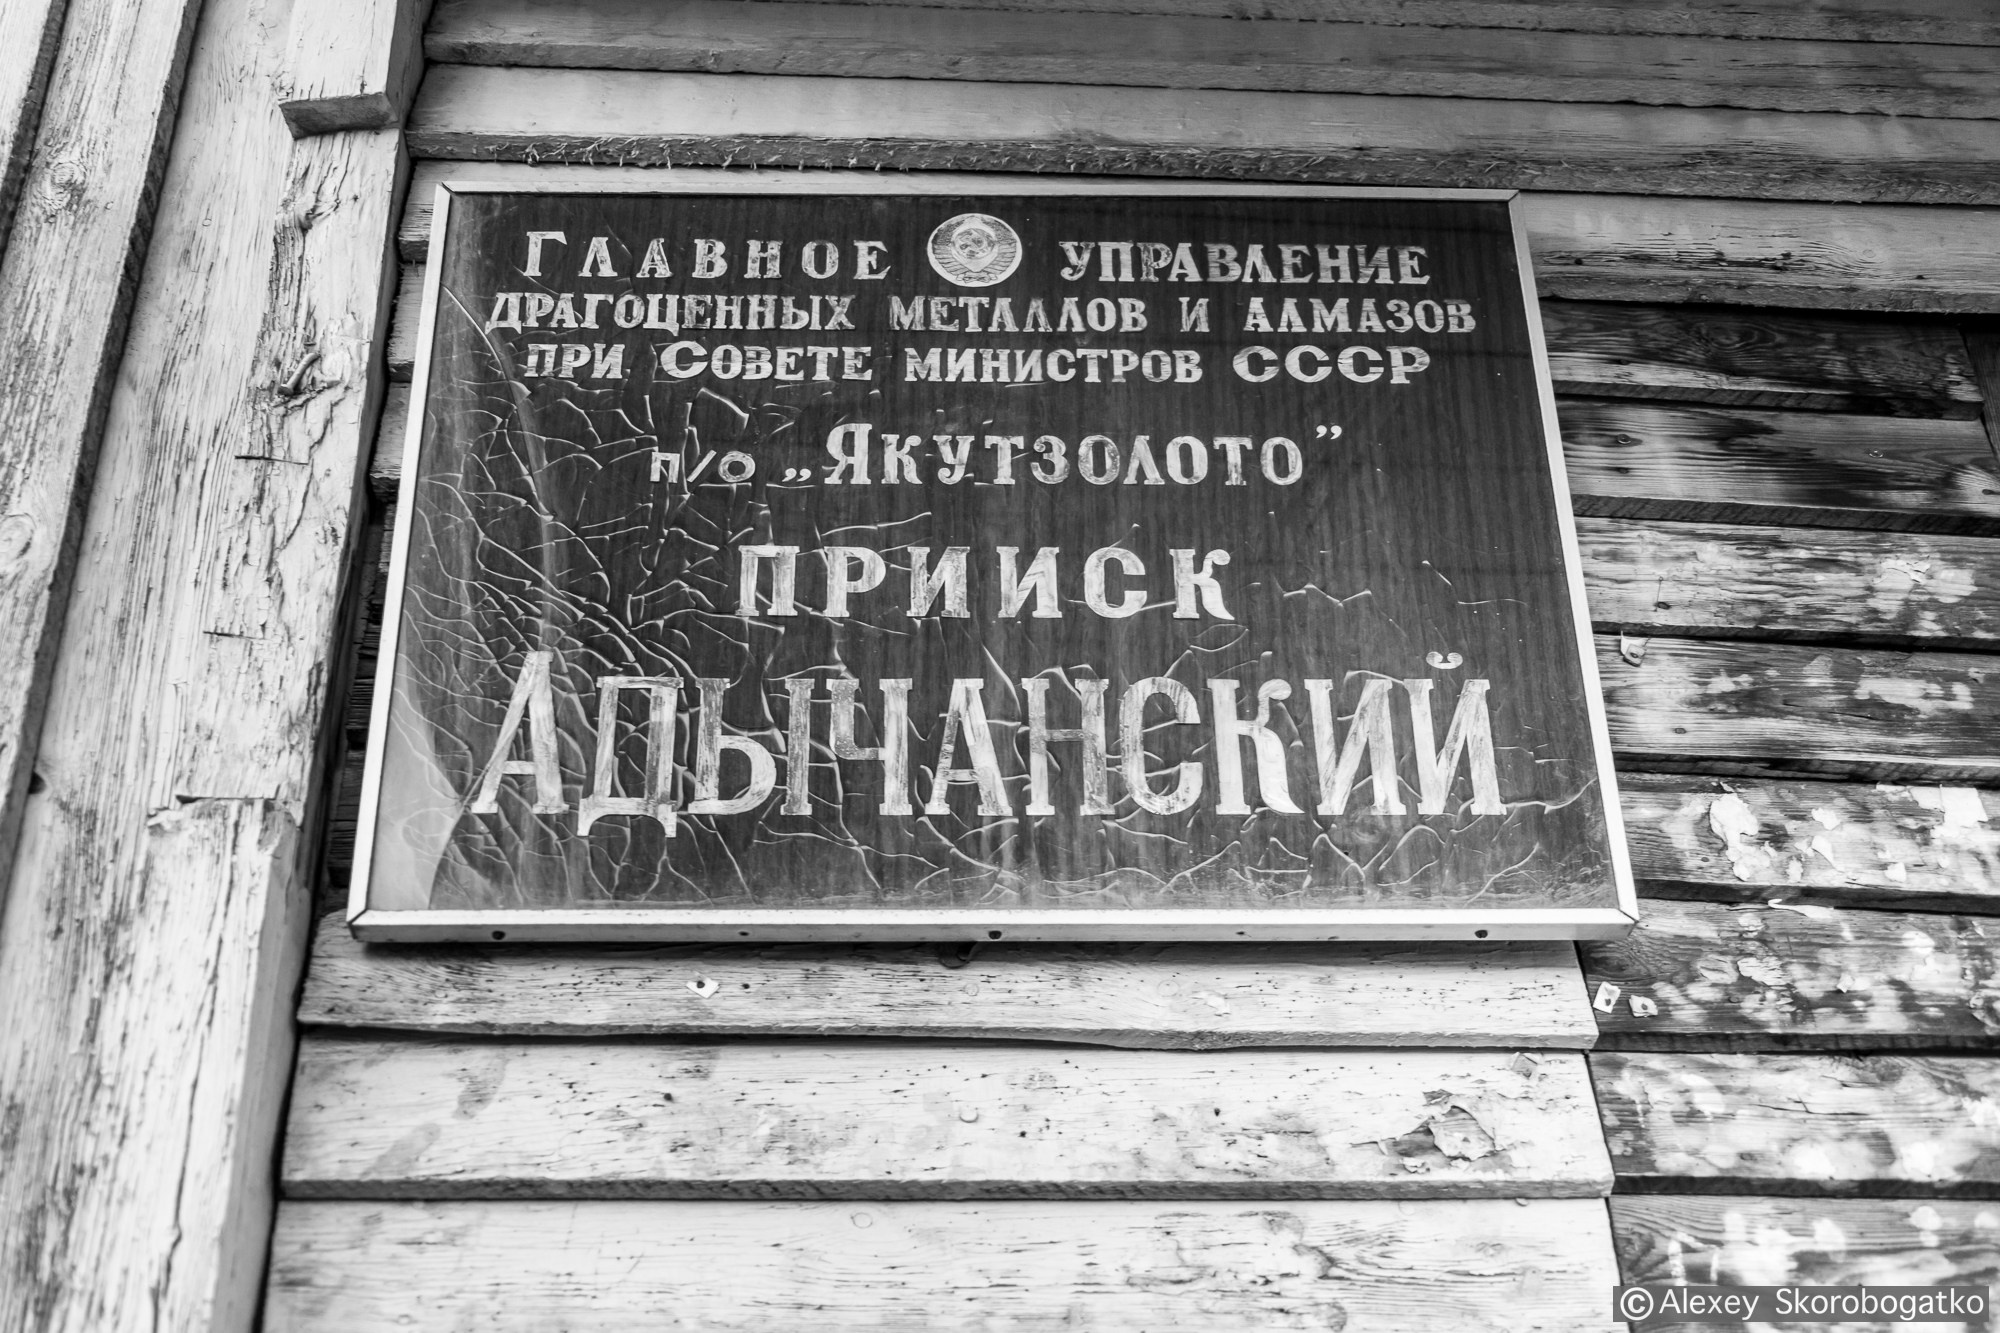 ГЛАВНОЕ УПРАВЛЕНИЕ
ДРАГОЦЕННЫХ МЕТАЛЛОВ И АЛМАЗОВ
ПРИ СОВЕТЕ МИНИСТРОВ СССР
П/О „ЯКУТЗОЛОТО”
ПРИИСК
АДЫЧАНСКИЙ
©Alexey Skorobogatko